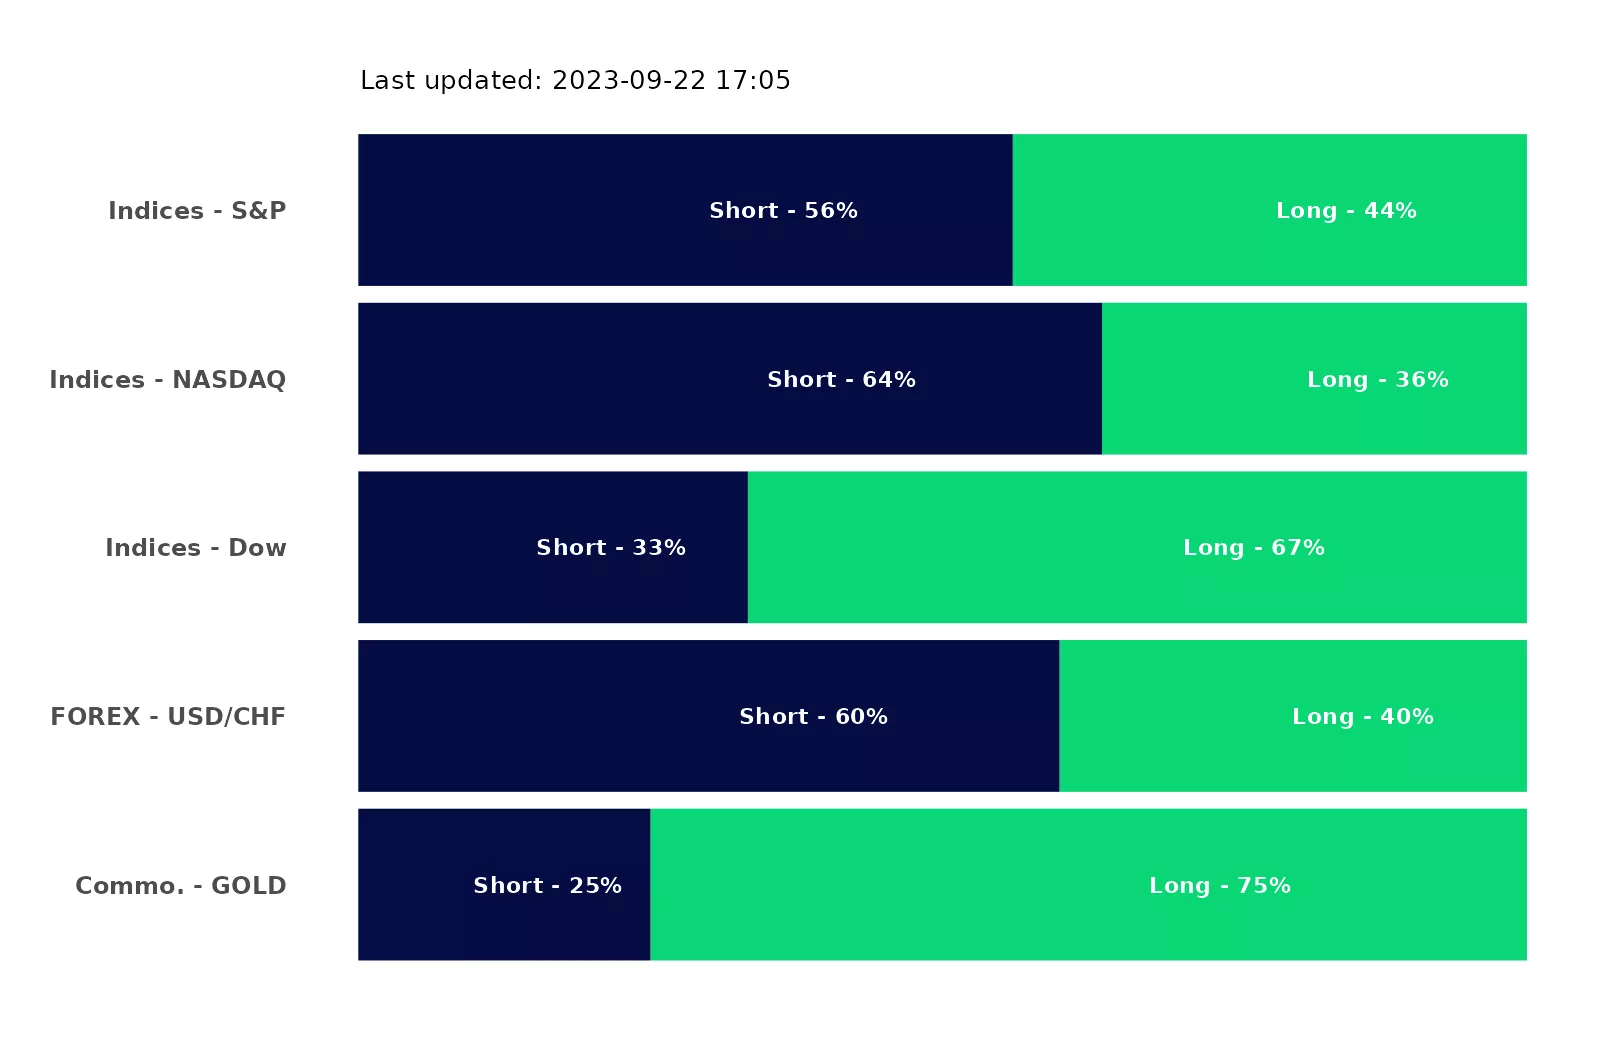 Last updated: 2023-09-22 17:05
Indices - S&P Short - 56% Long - 44%
Indices - NASDAQ Short - 64% Long - 36%
Indices - Dow Short - 33% Long - 67%
FOREX - USD/CHF Short - 60% Long - 40%
Commo. - GOLD Short - 25% Long - 75%